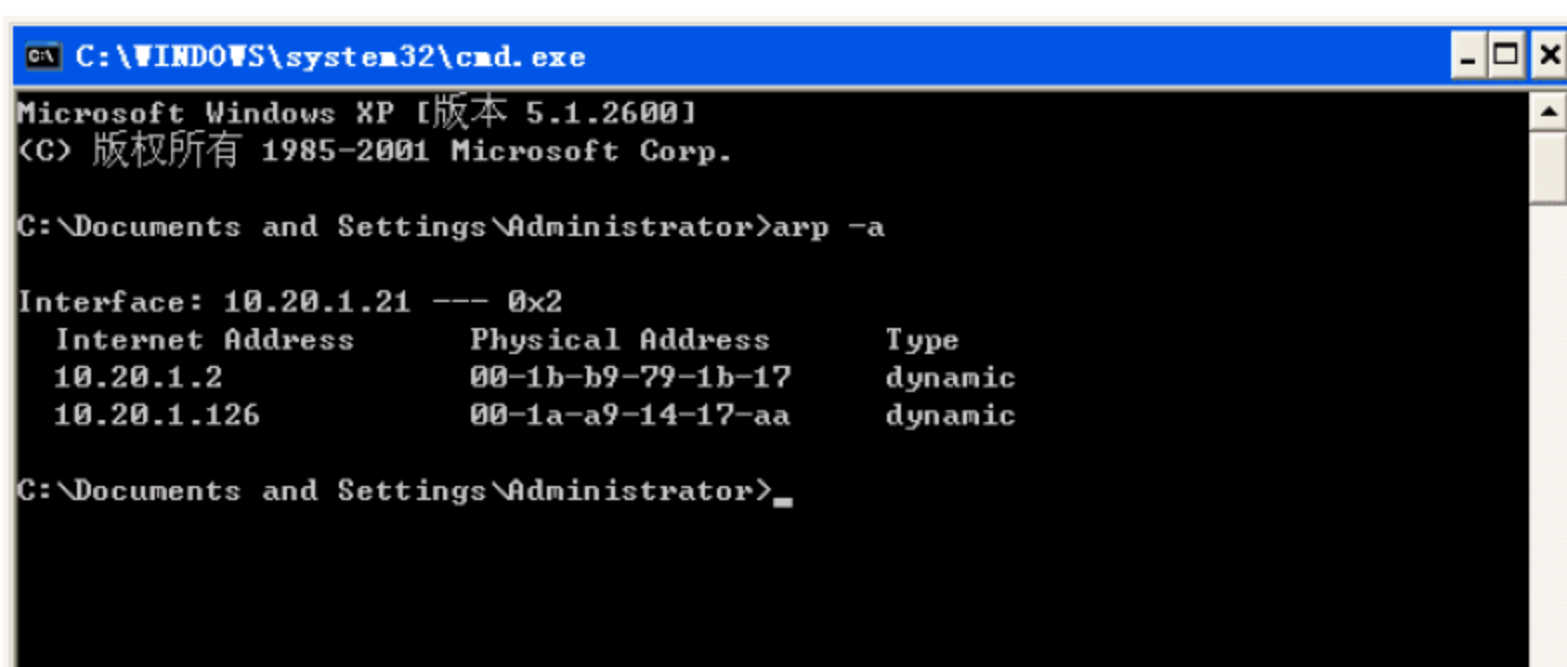 C:\WINDOWS\system32\cmd.exe
Microsoft Windows XP [版本 5.1.2600]
(C) 版权所有 1985-2001 Microsoft Corp.
C:\Documents and Settings\Administrator>arp -a
Interface: 10.20.1.21 --- 0x2
Internet Address Physical Address Type
10.20.1.2 00-1b-b9-79-1b-17 dynamic
10.20.1.126 00-1a-a9-14-17-aa dynamic
C:\Documents and Settings\Administrator>_